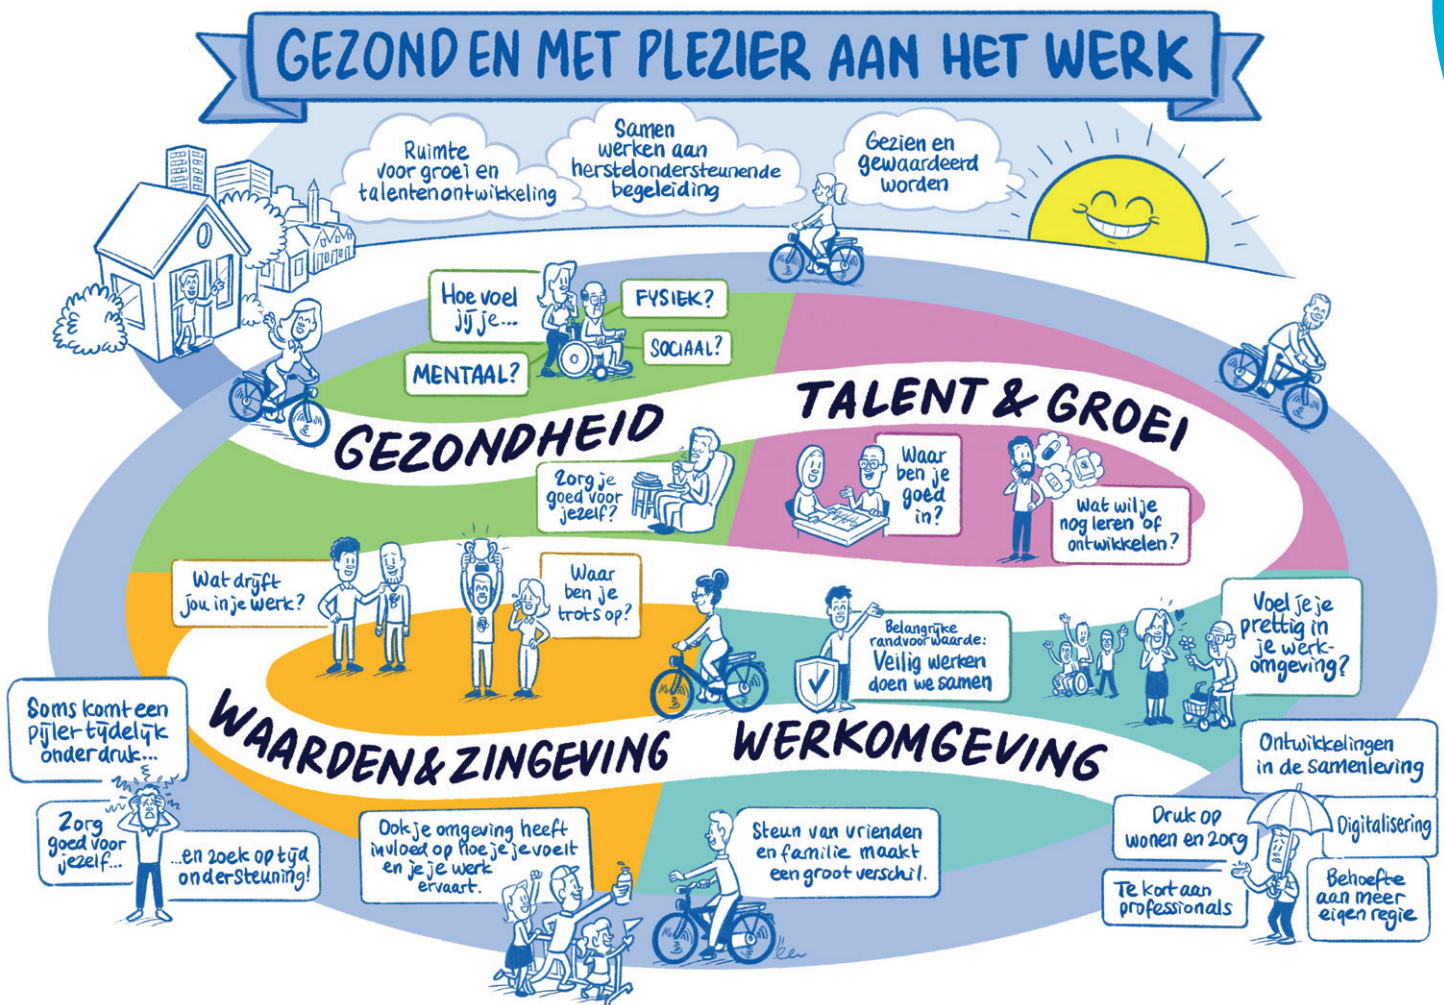 GEZOND EN MET PLEZIER AAN HET WERK
Ruimte
voor groei en
talentenontwikkeling
Samen
werken aan
herstelondersteunende
begeleiding
Gezien en
gewaardeerd
worden
Hoe voel
jij je...
FYSIEK?
SOCIAAL?
MENTAAL?
GEZONDHEID
TALENT & GROEI
Zorg je
goed voor
jezelf?
Waar
ben je
goed
in?
Wat wil je
nog leren of
ontwikkelen?
Wat drijft
jou in je werk?
Waar
ben je
trots op?
Belangrijke
randvoorwaarde:
Veilig werken
doen we samen
Voel je je
prettig in
je werk-
omgeving?
WAARDEN & ZINGEVING
WERKOMGEVING
Soms komt een
pijler tijdelijk
onder druk...
Zorg
goed voor
jezelf...
...en zoek op tijd
ondersteuning!
Ook je omgeving heeft
invloed op hoe je je voelt
en je je werk
ervaart.
Steun van vrienden
en familie maakt
een groot verschil.
Ontwikkelingen
in de samenleving
Druk op
wonen en zorg
Digitalisering
Te kort aan
professionals
Behoefte
aan meer
eigen regie